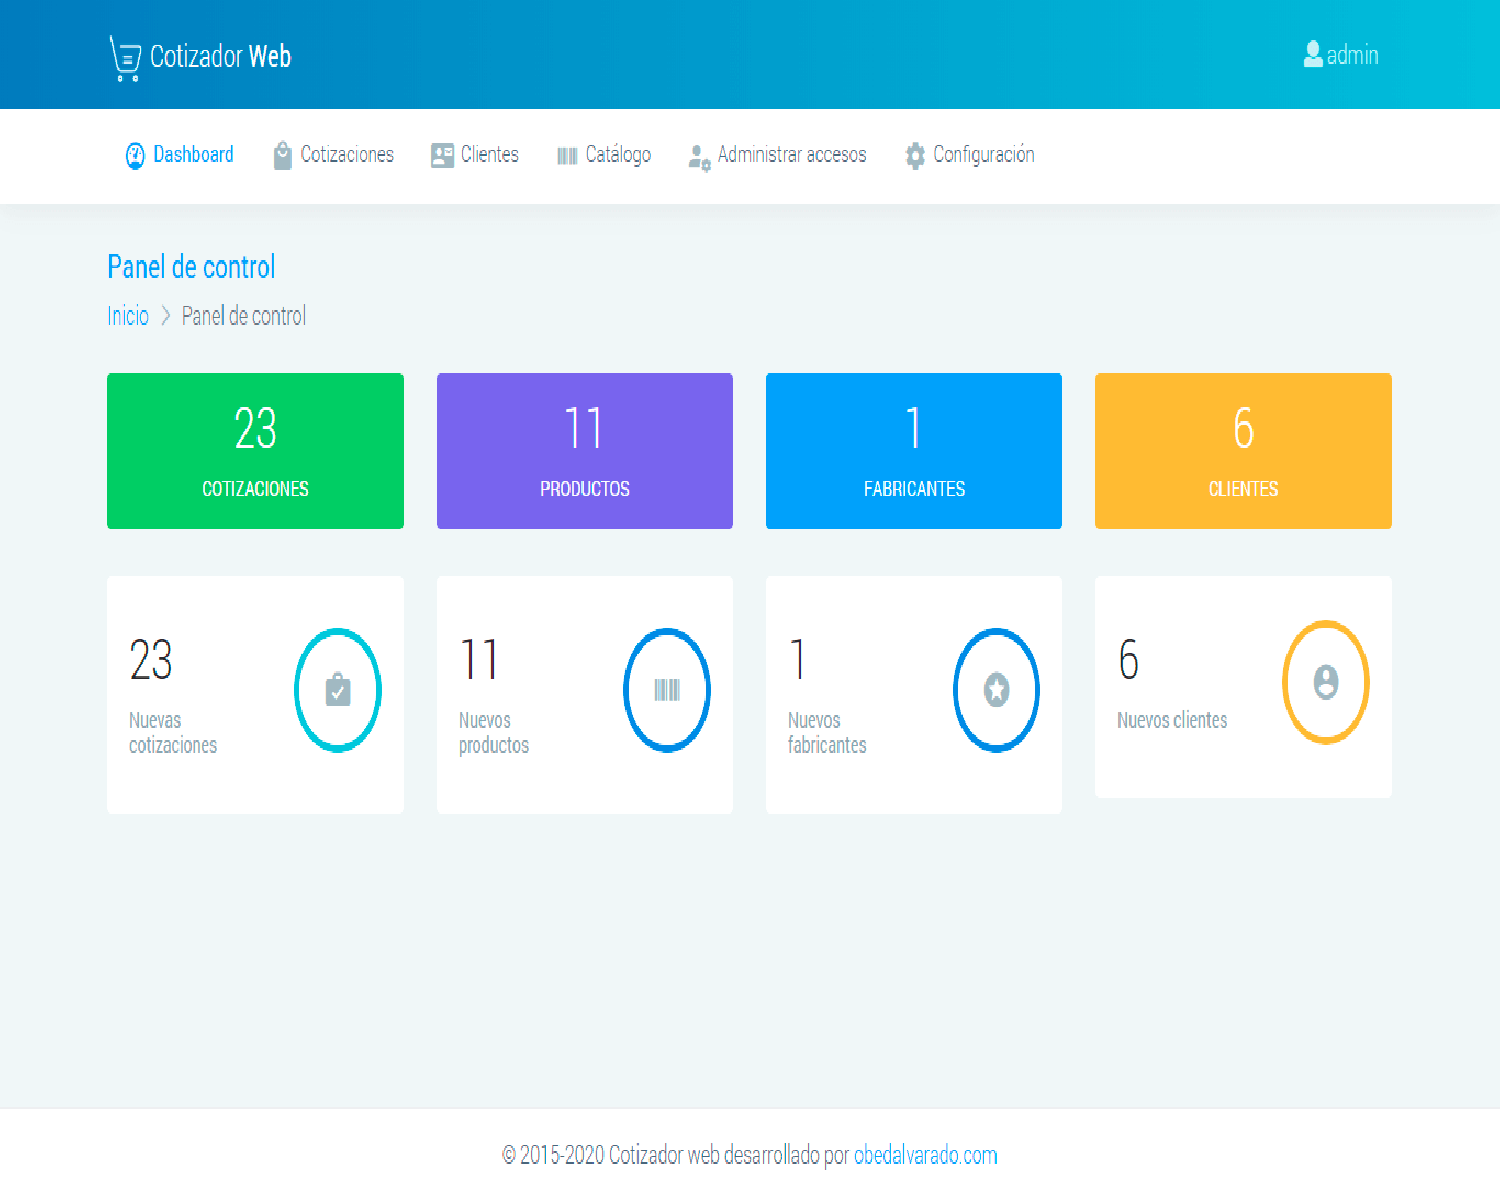 Cotizador Web
admin
Dashboard Cotizaciones Clientes Catálogo Administrar accesos Configuración
Panel de control
Inicio > Panel de control
23
COTIZACIONES
11
PRODUCTOS
1
FABRICANTES
6
CLIENTES
23
Nuevas
cotizaciones
11
Nuevos
productos
1
Nuevos
fabricantes
6
Nuevos clientes
© 2015-2020 Cotizador web desarrollado por obedalvarado.com